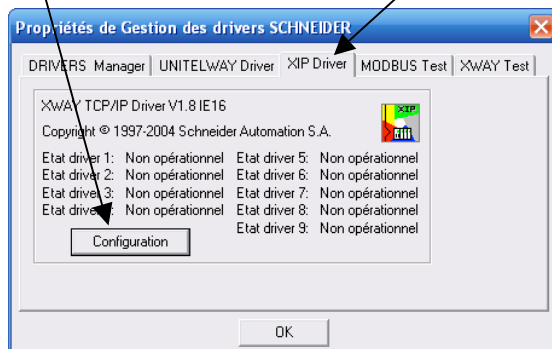 Propriétés de Gestion des drivers SCHNEIDER
DRIVERS Manager UNITELWAY Driver XIP Driver MODBUS Test XWAY Test
XWAY TCP/IP Driver V1.8 IE16
XIP
Copyright © 1997-2004 Schneider Automation S.A.
Etat driver 1: Non opérationnel Etat driver 5: Non opérationnel
Etat driver 2: Non opérationnel Etat driver 6: Non opérationnel
Etat driver 3: Non opérationnel Etat driver 7: Non opérationnel
Etat driver Non opérationnel Etat driver 8: Non opérationnel
Etat driver 9: Non opérationnel
Configuration
OK